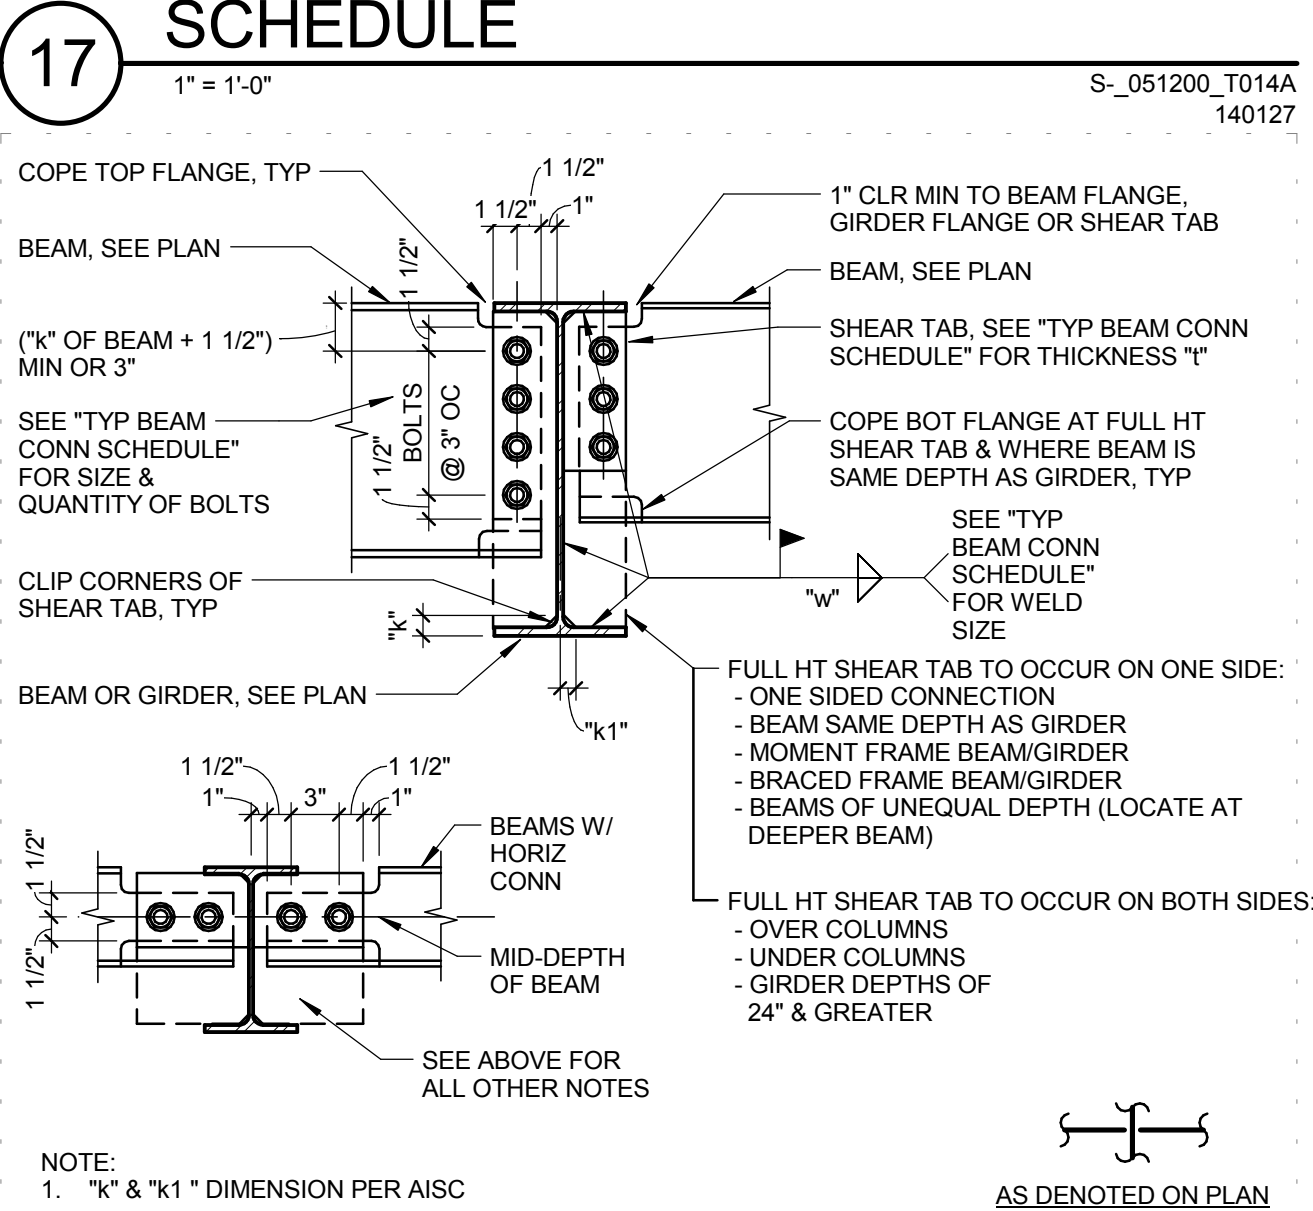 SCHEDULE
17
1" = 1'-0"
S-_051200_T014A
140127
COPE TOP FLANGE, TYP
BEAM, SEE PLAN
("k" OF BEAM + 1 1/2")
MIN OR 3"
SEE "TYP BEAM
CONN SCHEDULE"
FOR SIZE &
QUANTITY OF BOLTS
CLIP CORNERS OF
SHEAR TAB, TYP
BEAM OR GIRDER, SEE PLAN
1 1/2"
1 1/2"
1"
1 1/2"
BOLTS
@ 3" OC
1 1/2"
"k"
"k1"
1" CLR MIN TO BEAM FLANGE,
GIRDER FLANGE OR SHEAR TAB
BEAM, SEE PLAN
SHEAR TAB, SEE "TYP BEAM CONN
SCHEDULE" FOR THICKNESS "t"
COPE BOT FLANGE AT FULL HT
SHEAR TAB & WHERE BEAM IS
SAME DEPTH AS GIRDER, TYP
"w"
SEE "TYP
BEAM CONN
SCHEDULE"
FOR WELD
SIZE
FULL HT SHEAR TAB TO OCCUR ON ONE SIDE:
- ONE SIDED CONNECTION
- BEAM SAME DEPTH AS GIRDER
- MOMENT FRAME BEAM/GIRDER
- BRACED FRAME BEAM/GIRDER
- BEAMS OF UNEQUAL DEPTH (LOCATE AT
DEEPER BEAM)
FULL HT SHEAR TAB TO OCCUR ON BOTH SIDES:
- OVER COLUMNS
- UNDER COLUMNS
- GIRDER DEPTHS OF
24" & GREATER
1 1/2"
1 1/2"
1"
3"
1"
1 1/2"
1 1/2"
BEAMS W/
HORIZ
CONN
MID-DEPTH
OF BEAM
SEE ABOVE FOR
ALL OTHER NOTES
NOTE:
1. "k" & "k1 " DIMENSION PER AISC
AS DENOTED ON PLAN